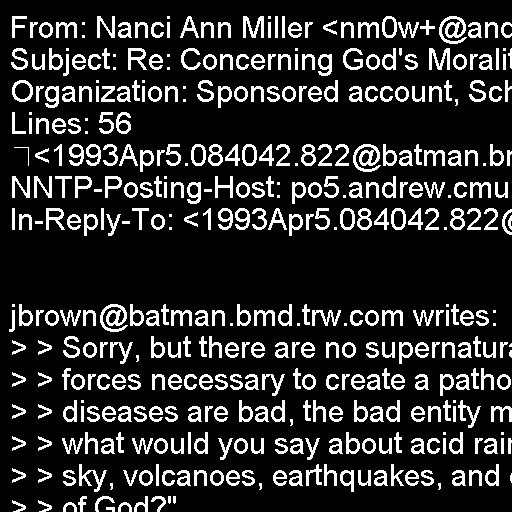 From: Nanci Ann Miller <nm0w+@and
Subject: Re: Concerning God's Moralit
Organization: Sponsored account, Sch
Lines: 56
<1993Apr5.084042.822@batman.br
NNTP-Posting-Host: po5.andrew.cmu
In-Reply-To: <1993Apr5.084042.822@
jbrown@batman.bmd.trw.com writes:
> > Sorry, but there are no supernatura
> > forces necessary to create a patho
> > diseases are bad, the bad entity m
> > what would you say about acid rain
> > sky, volcanoes, earthquakes, and
> > of God?"